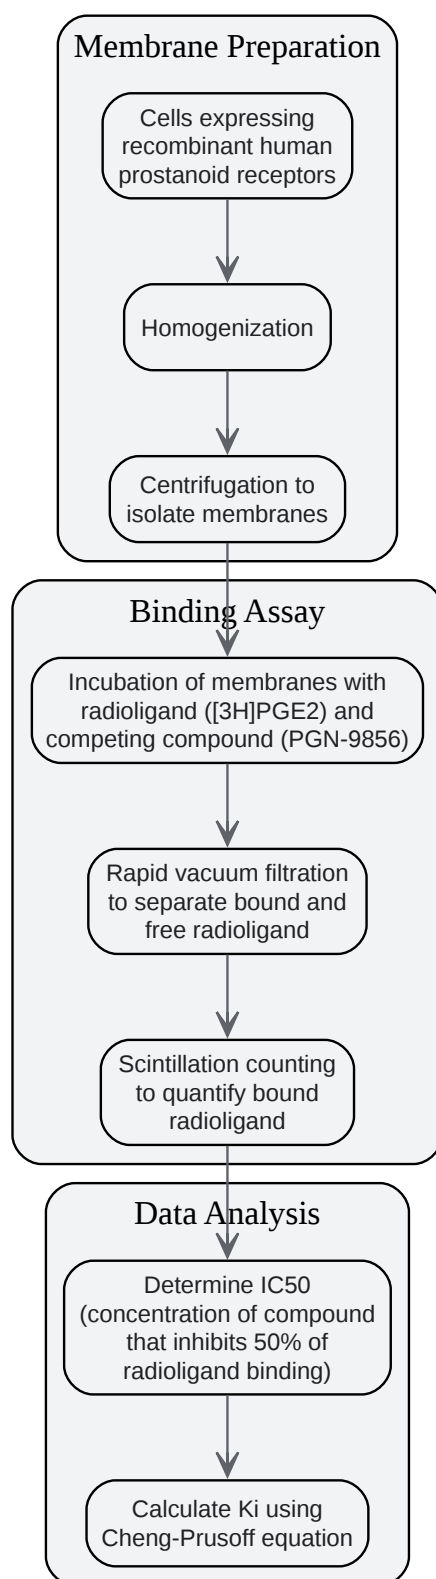 Membrane Preparation
Cells expressing
recombinant human
prostanoid receptors
Homogenization
Centrifugation to
isolate membranes
Binding Assay
Incubation of membranes with
radioligand ([3H]PGE2) and
competing compound (PGN-9856)
Rapid vacuum filtration
to separate bound and
free radioligand
Scintillation counting
to quantify bound
radioligand
Data Analysis
Determine IC50
(concentration of compound
that inhibits 50% of
radioligand binding)
Calculate Ki using
Cheng-Prusoff equation